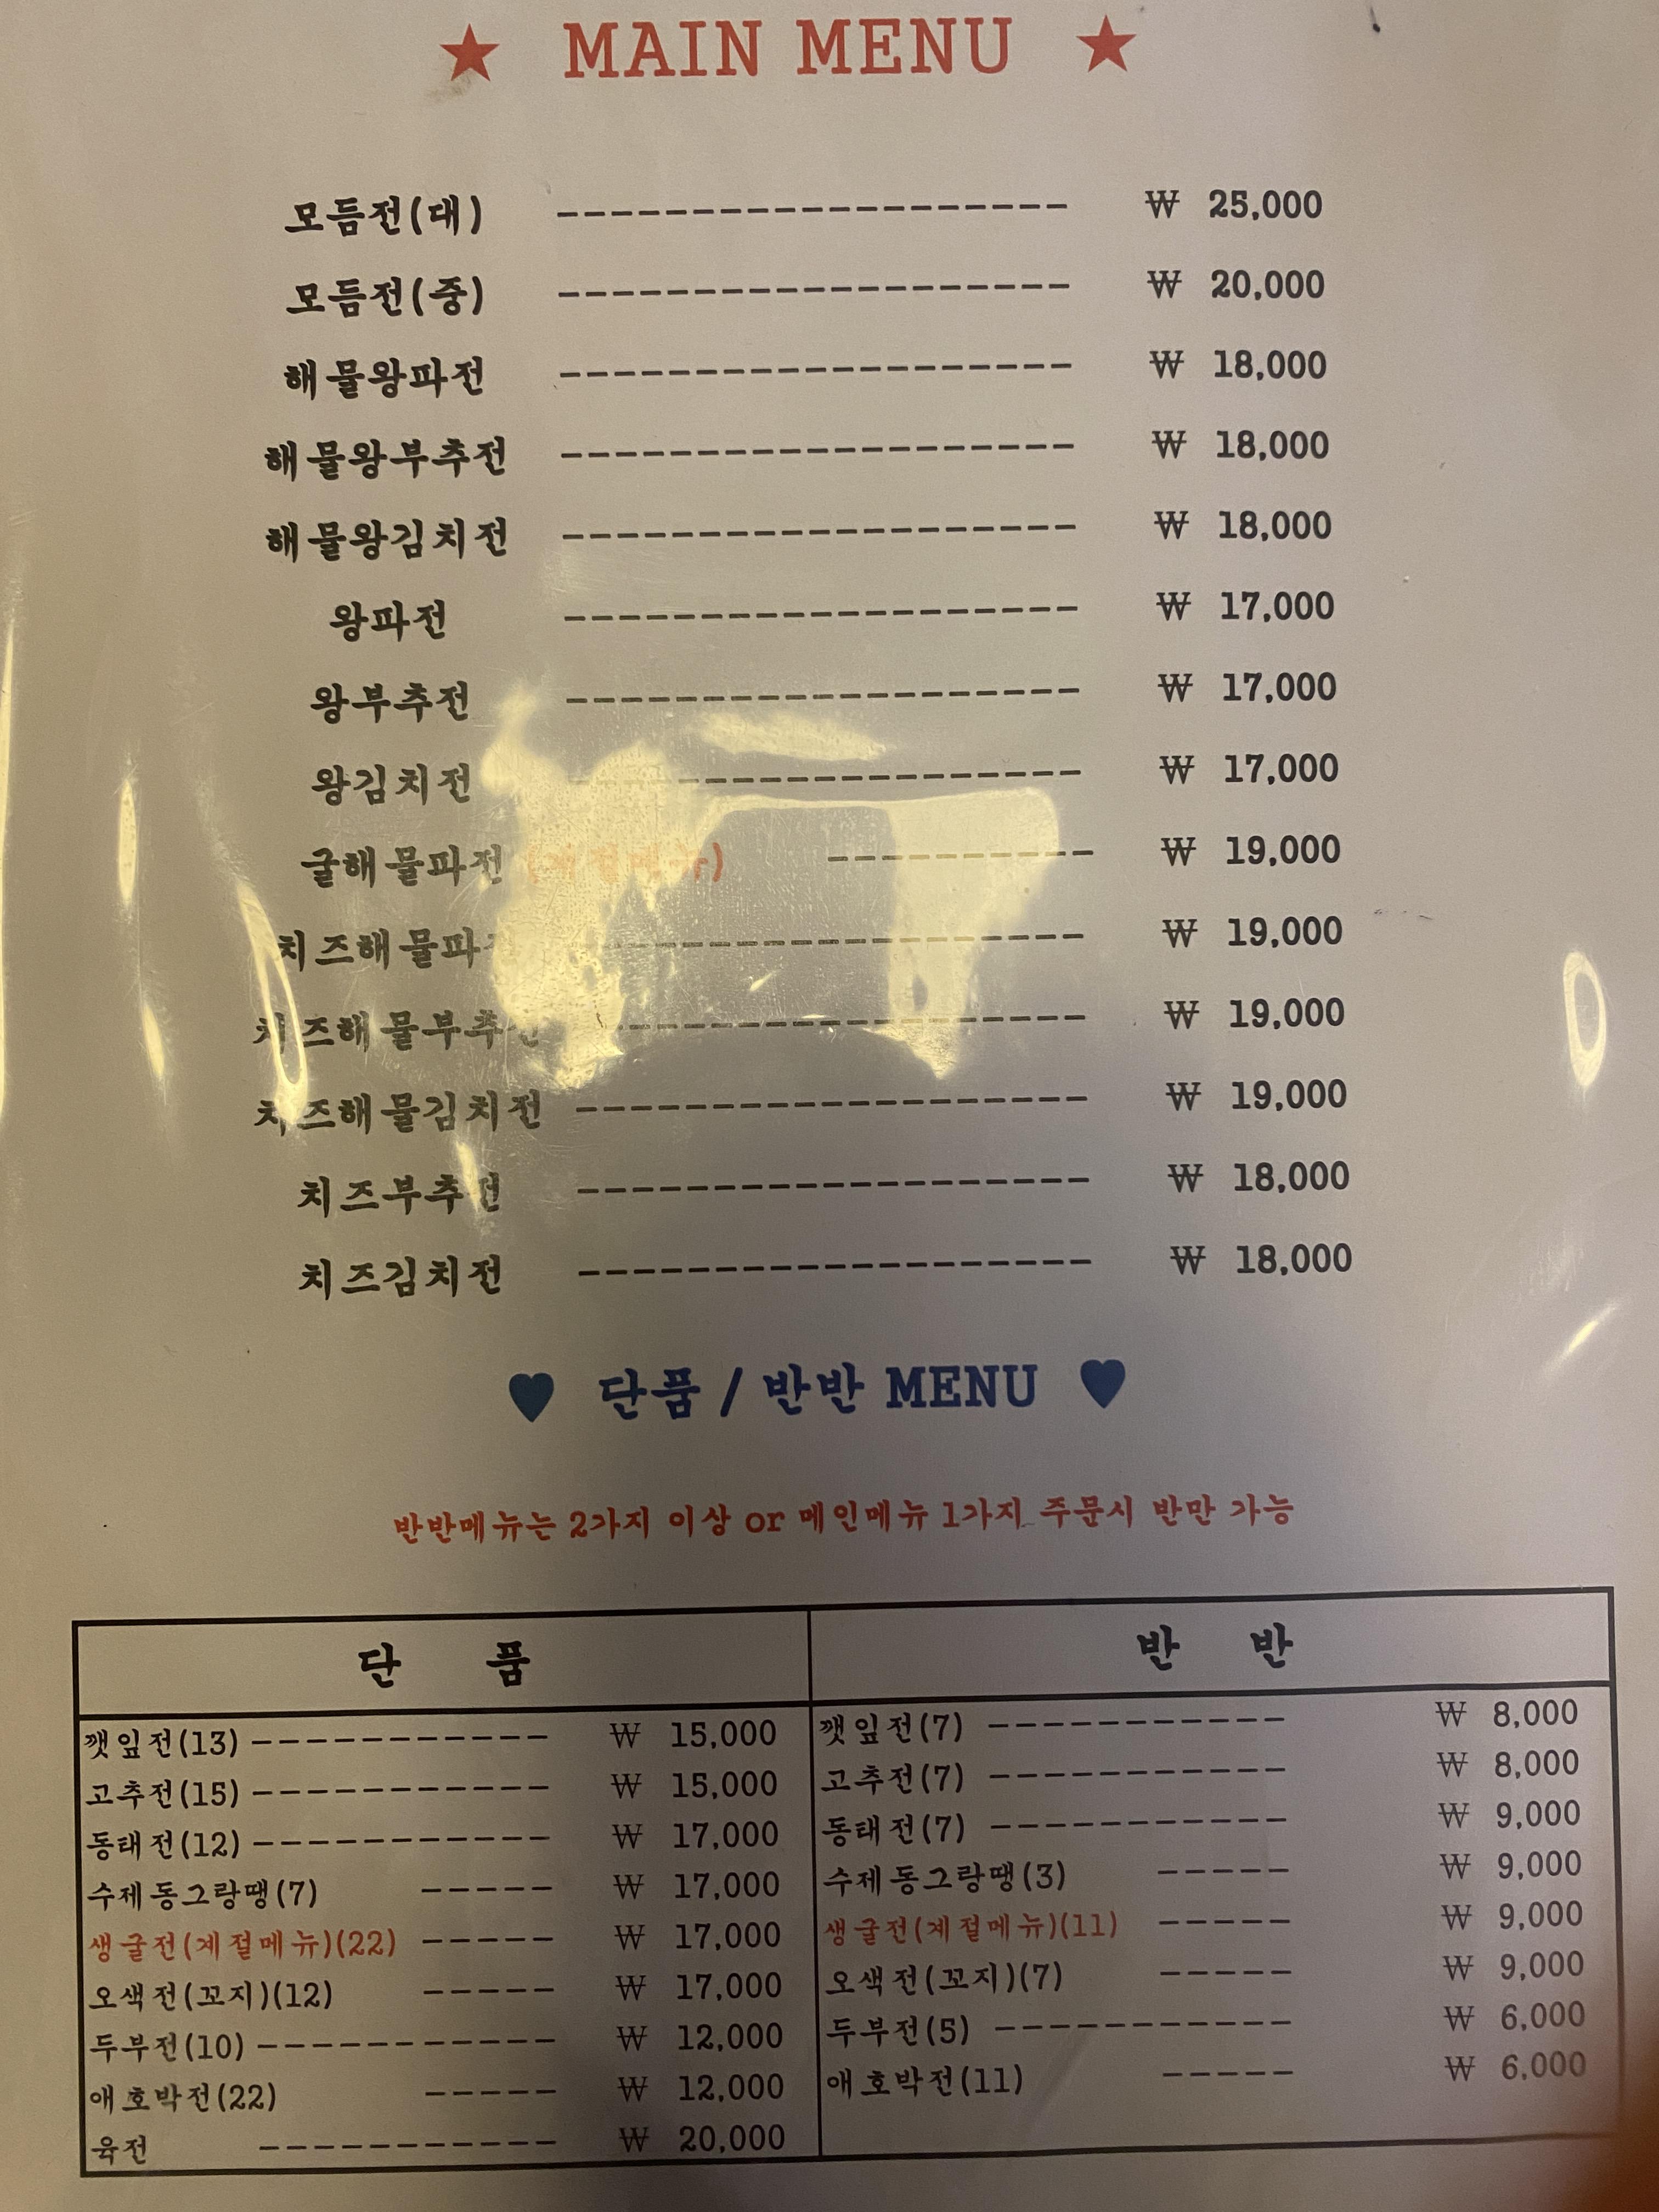 ★ MAIN MENU ★
모듬전(대) ------------------- ₩ 25,000
모듬전(중) ------------------- ₩ 20,000
해물왕파전 ------------------- ₩ 18,000
해물왕부추전 ------------------- ₩ 18,000
해물왕김치전 ------------------- ₩ 18,000
왕파전 ------------------- ₩ 17,000
왕부추전 ------------------- ₩ 17,000
왕김치전 ------------------- ₩ 17,000
굴해물파전 (계절메뉴) ---------- ₩ 19,000
치즈해물파전 ------------------- ₩ 19,000
치즈해물부추전 ------------------- ₩ 19,000
치즈해물김치전 ------------------- ₩ 19,000
치즈부추전 ------------------- ₩ 18,000
치즈김치전 ------------------- ₩ 18,000
♥ 단품 / 반반 MENU ♥
반반메뉴는 2가지 이상 or 메인메뉴 1가지 주문시 반만 가능
단 품
깻잎전(13) ----------- ₩ 15,000
고추전(15) ----------- ₩ 15,000
동태전(12) ----------- ₩ 17,000
수제동그랑땡(7) ----- ₩ 17,000
생굴전(계절메뉴)(22) ----- ₩ 17,000
오색전(꼬지)(12) ----- ₩ 17,000
두부전(10) ----------- ₩ 12,000
애호박전(22) ----- ₩ 12,000
육전 ----------- ₩ 20,000
반 반
깻잎전(7) ----------- ₩ 8,000
고추전(7) ----------- ₩ 8,000
동태전(7) ----------- ₩ 9,000
수제동그랑땡(3) ----- ₩ 9,000
생굴전(계절메뉴)(11) ----- ₩ 9,000
오색전(꼬지)(7) ----- ₩ 9,000
두부전(5) ----------- ₩ 6,000
애호박전(11) ----- ₩ 6,000